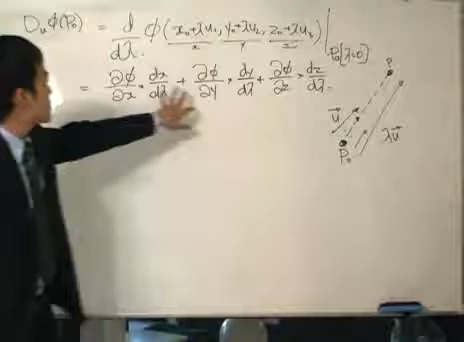 D_u φ(P₀) = d/dλ φ(x₀+λu₁, y₀+λu₂, z₀+λu₃)|P₀[λ=0]
x y z
= ∂φ/∂x * dx/dλ + ∂φ/∂y * dy/dλ + ∂φ/∂z * dz/dλ
P
u⃗
λu⃗
P₀